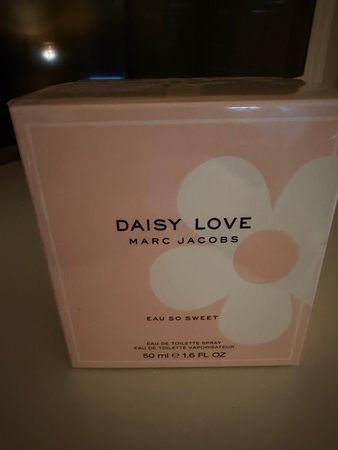 DAISY LOVE
MARC JACOBS
EAU SO SWEET
EAU DE TOILETTE SPRAY
EAU DE TOILETTE VAPORISATEUR
50 ml ℮ 1.6 FL OZ